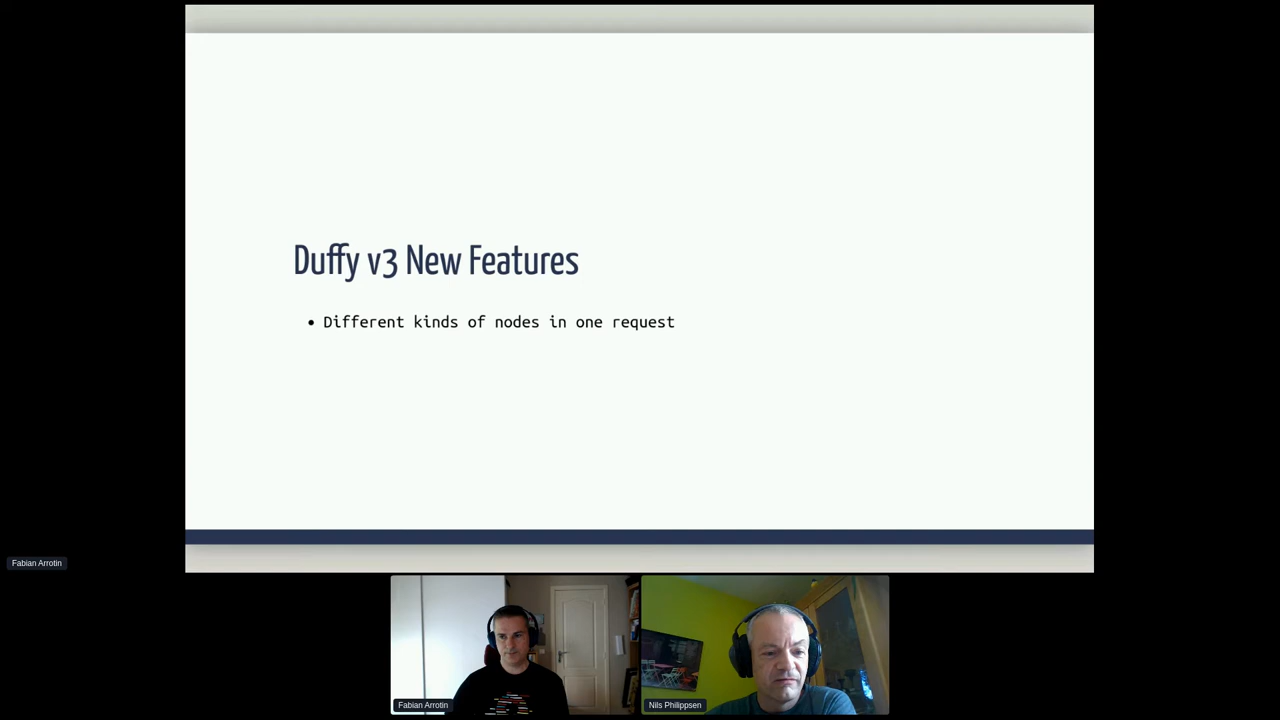 Duffy v3 New Features
• Different kinds of nodes in one request
Fabian Arrotin
Fabian Arrotin
Nils Philippsen